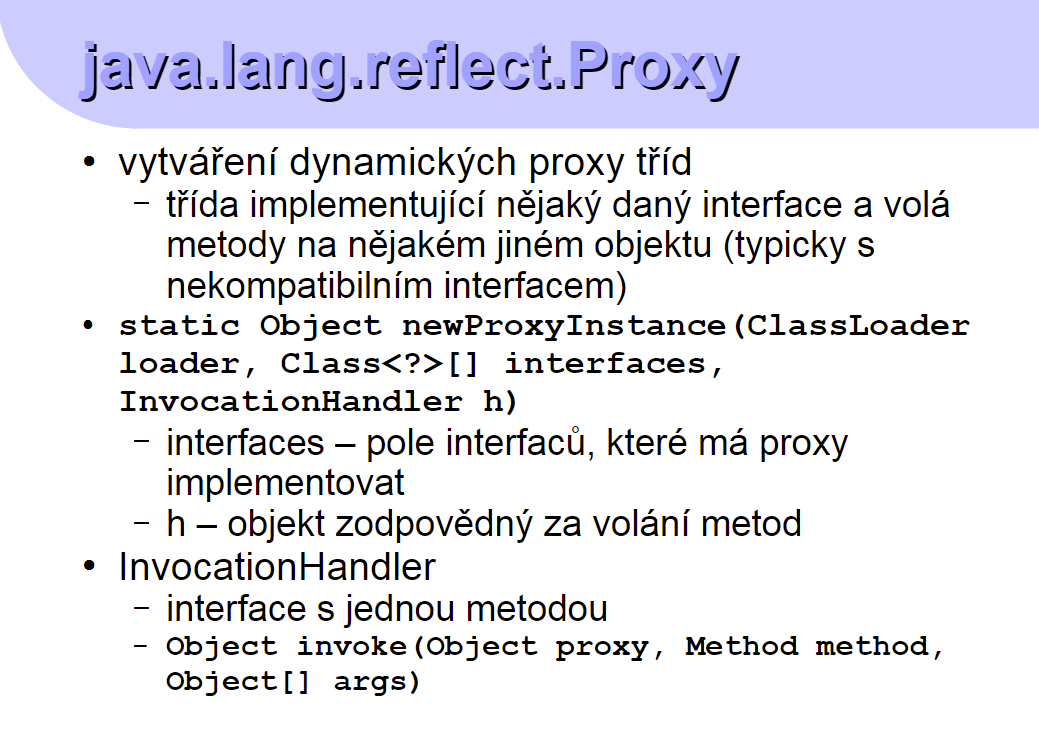 java.lang.reflect.Proxy
• vytváření dynamických proxy tříd
– třída implementující nějaký daný interface a volá
metody na nějakém jiném objektu (typicky s
nekompatibilním interfacem)
• static Object newProxyInstance(ClassLoader
loader, Class<?>[] interfaces,
InvocationHandler h)
– interfaces – pole interfaců, které má proxy
implementovat
– h – objekt zodpovědný za volání metod
• InvocationHandler
– interface s jednou metodou
– Object invoke(Object proxy, Method method,
Object[] args)